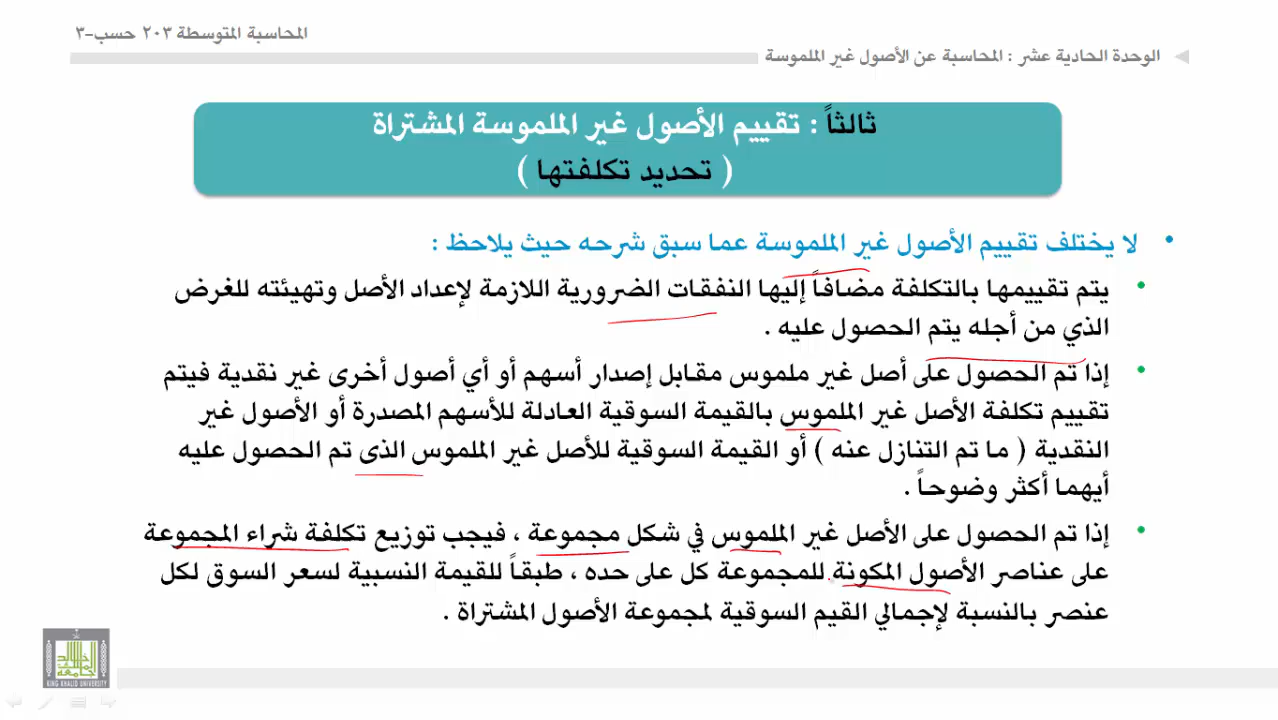 المحاسبة المتوسطة ٢٠٣ حسب-٣
الوحدة الحادية عشر : المحاسبة عن الأصول غير الملموسة
ثالثاً : تقييم الأصول غير الملموسة المشتراة
( تحديد تكلفتها )
• لا يختلف تقييم الأصول غير الملموسة عما سبق شرحه حيث يلاحظ :
• يتم تقييمها بالتكلفة مضافاً إليها النفقات الضرورية اللازمة لإعداد الأصل وتهيئته للغرض
الذي من أجله يتم الحصول عليه .
• إذا تم الحصول على أصل غير ملموس مقابل إصدار أسهم أو أي أصول أخرى غير نقدية فيتم
تقييم تكلفة الأصل غير الملموس بالقيمة السوقية العادلة للأسهم المصدرة أو الأصول غير
النقدية ( ما تم التنازل عنه ) أو القيمة السوقية للأصل غير الملموس الذى تم الحصول عليه
أيهما أكثر وضوحاً .
• إذا تم الحصول على الأصل غير الملموس في شكل مجموعة ، فيجب توزيع تكلفة شراء المجموعة
على عناصر الأصول المكونة للمجموعة كل على حده ، طبقاً للقيمة النسبية لسعر السوق لكل
عنصر بالنسبة لإجمالي القيم السوقية لمجموعة الأصول المشتراة .
جامعة الملك خالد
KING KHALID UNIVERSITY